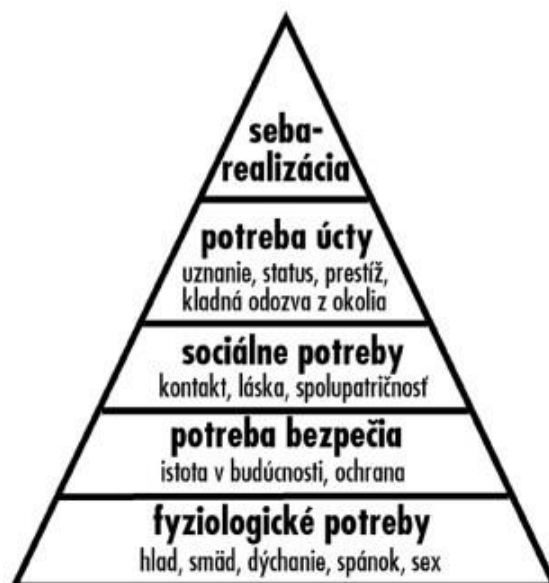 seba-
realizácia
potreba úcty
uznanie, status, prestíž,
kladná odozva z okolia
sociálne potreby
kontakt, láska, spolupatričnosť
potreba bezpečia
istota v budúcnosti, ochrana
fyziologické potreby
hlad, smäd, dýchanie, spánok, sex